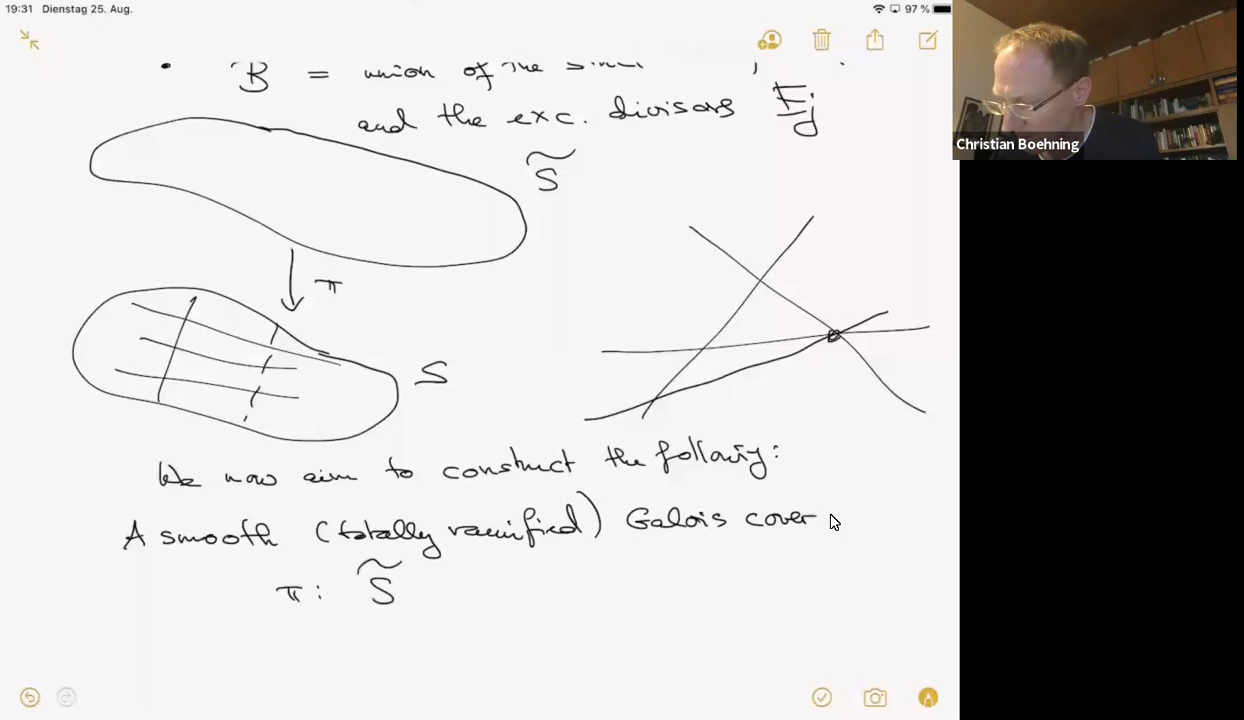 19:31 Dienstag 25. Aug. 97 %
B = union of the
and the exc. divisors Ej
S̃
π
S
We now aim to construct the following:
A smooth (totally ramified) Galois cover
π: S̃
Christian Boehning